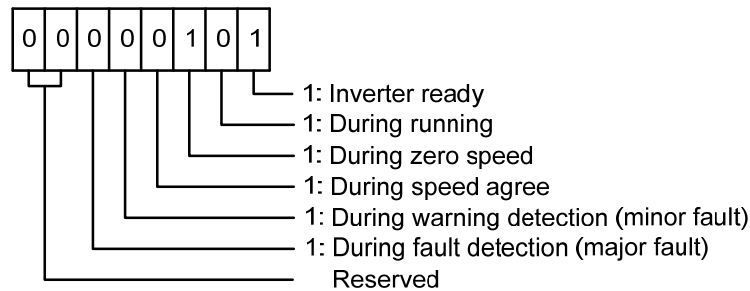 0 0 0 0 0 1 0 1
1: Inverter ready
1: During running
1: During zero speed
1: During speed agree
1: During warning detection (minor fault)
1: During fault detection (major fault)
Reserved